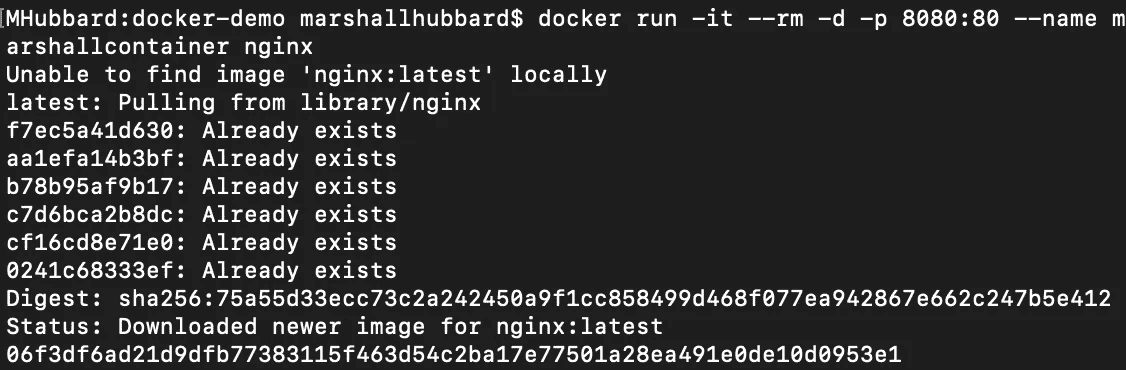 MHubbard:docker-demo marshallhubbard$ docker run -it --rm -d -p 8080:80 --name m
arshallcontainer nginx
Unable to find image 'nginx:latest' locally
latest: Pulling from library/nginx
f7ec5a41d630: Already exists
aa1efa14b3bf: Already exists
b78b95af9b17: Already exists
c7d6bca2b8dc: Already exists
cf16cd8e71e0: Already exists
0241c68333ef: Already exists
Digest: sha256:75a55d33ecc73c2a242450a9f1cc858499d468f077ea942867e662c247b5e412
Status: Downloaded newer image for nginx:latest
06f3df6ad21d9dfb77383115f463d54c2ba17e77501a28ea491e0de10d0953e1